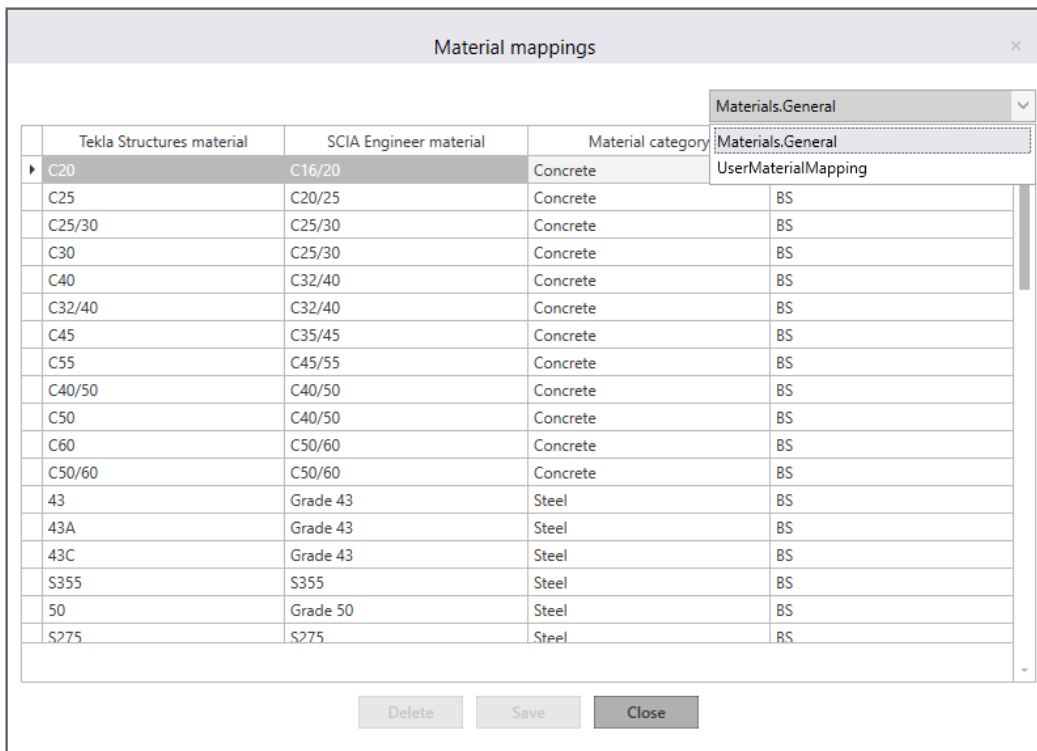 Material mappings
Materials.General
Tekla Structures material SCIA Engineer material Material category Materials.General
C20 C16/20 Concrete UserMaterialMapping
C25 C20/25 Concrete BS
C25/30 C25/30 Concrete BS
C30 C25/30 Concrete BS
C40 C32/40 Concrete BS
C32/40 C32/40 Concrete BS
C45 C35/45 Concrete BS
C55 C45/55 Concrete BS
C40/50 C40/50 Concrete BS
C50 C40/50 Concrete BS
C60 C50/60 Concrete BS
C50/60 C50/60 Concrete BS
43 Grade 43 Steel BS
43A Grade 43 Steel BS
43C Grade 43 Steel BS
S355 S355 Steel BS
50 Grade 50 Steel BS
S275 S275 Steel BS
Delete Save Close